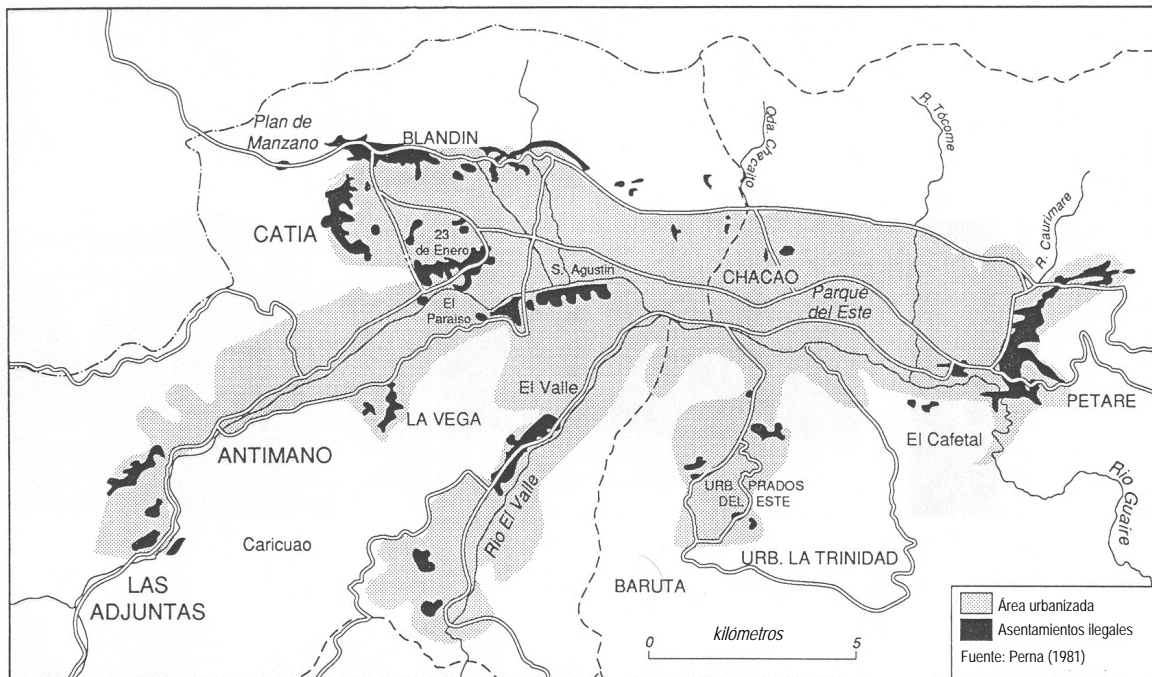 Plan de
Manzano
BLANDIN
Qda. Chacaito
R. Tócome
R. Caurimare
CATIA
23
de Enero
S. Agustin
CHACAO
El
Paraiso
Parque
del Este
El Valle
LA VEGA
PETARE
ANTIMANO
El Cafetal
URB. PRADOS
DEL ESTE
Rio Guaire
Rio El Valle
Caricuao
URB. LA TRINIDAD
LAS
ADJUNTAS
BARUTA
kilómetros
0 5
Área urbanizada
Asentamientos ilegales
Fuente: Perna (1981)